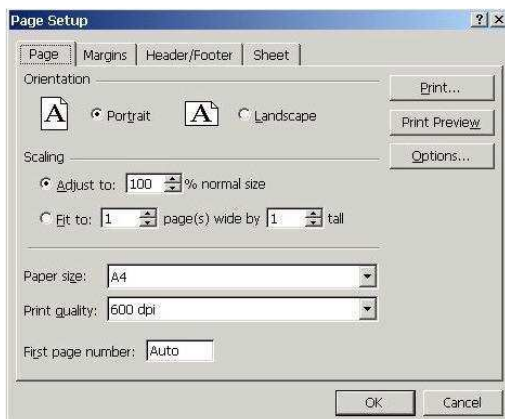 Page Setup
Page Margins Header/Footer Sheet
Orientation
A Portrait A Landscape
Print...
Print Preview
Options...
Scaling
Adjust to: 100 % normal size
Fit to: 1 page(s) wide by 1 tall
Paper size: A4
Print quality: 600 dpi
First page number: Auto
OK Cancel